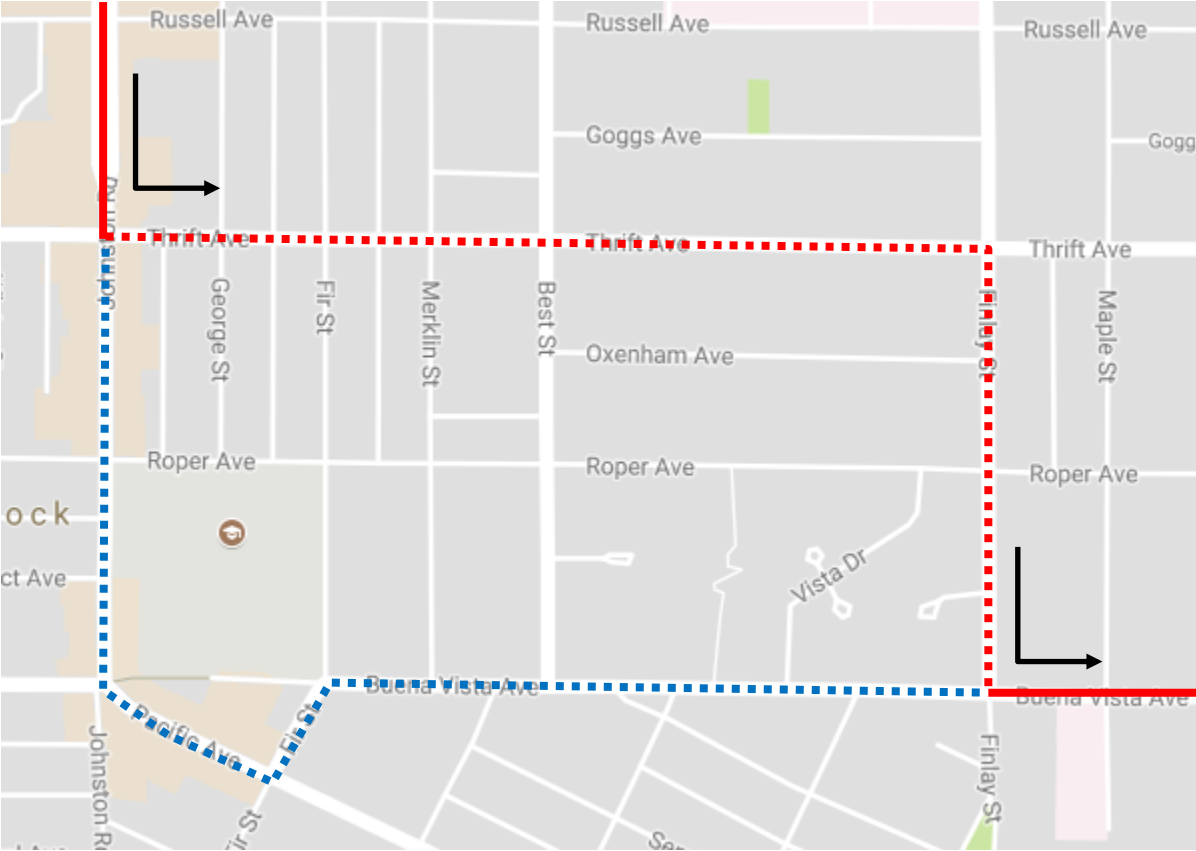 Russell Ave
Russell Ave
Russell Ave
Goggs Ave
Gogg
Thrift Ave
Thrift Ave
Thrift Ave
George St
Fir St
Merklin St
Best St
Finlay St
Maple St
Oxenham Ave
Roper Ave
Roper Ave
Roper Ave
ock
ct Ave
Vista Dr
Buena Vista Ave
Buena Vista Ave
Pacific Ave
Fir St
Johnston Ro
Finlay St
ir St